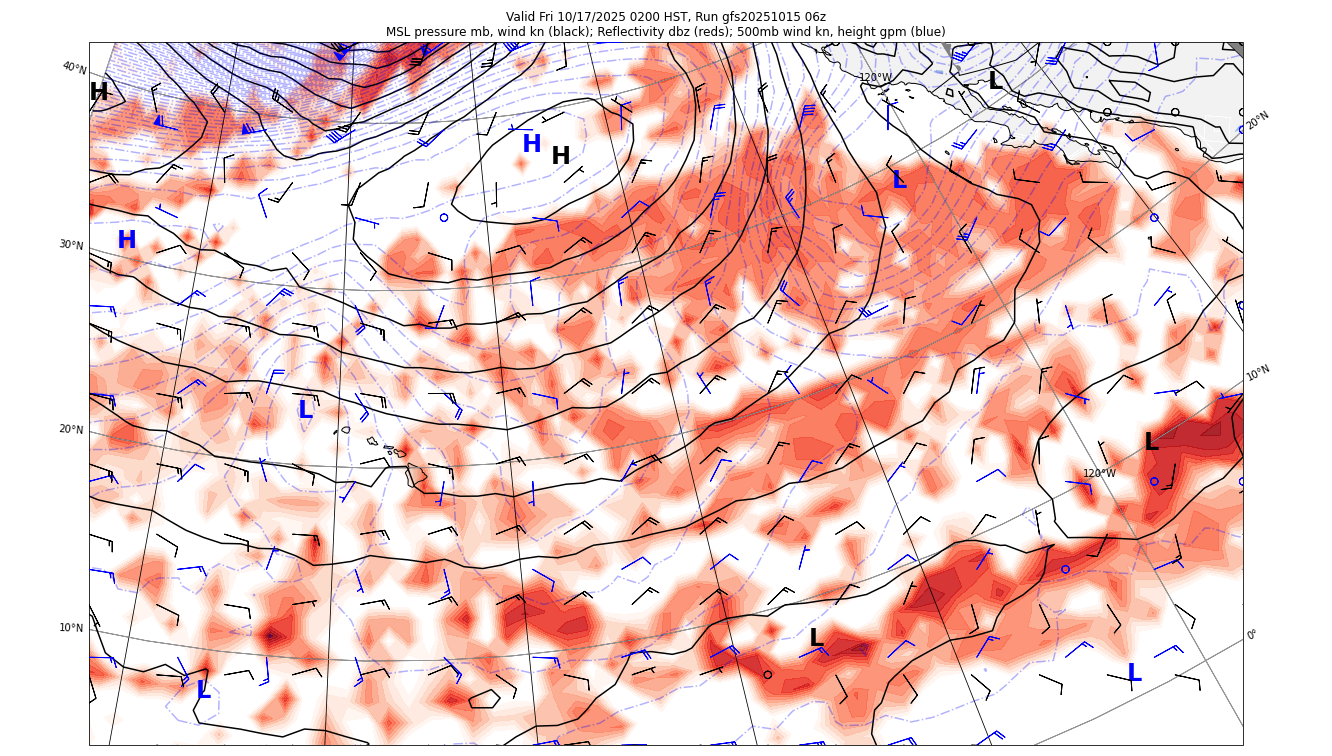 Valid Fri 10/17/2025 0200 HST, Run gfs20251015 06z
MSL pressure mb, wind kn (black); Reflectivity dbz (reds); 500mb wind kn, height gpm (blue)
40°N
H
120°W
L
20°N
H
H
L
H
30°N
10°N
L
20°N
L
120°W
10°N
L
0°
L
L